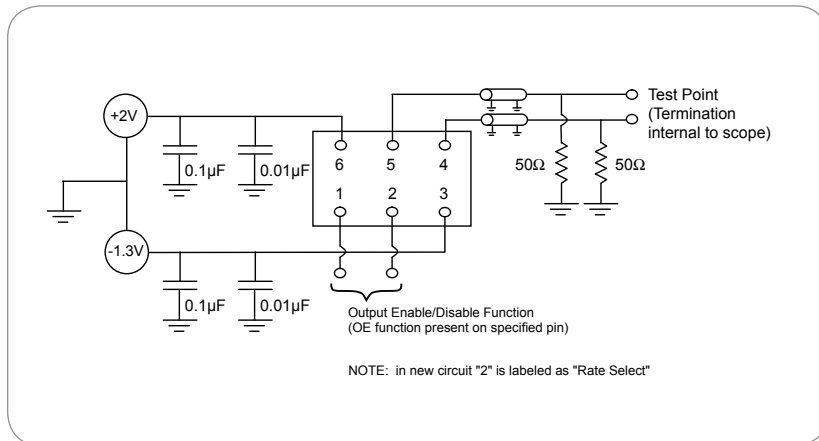 +2V
Test Point
(Termination
internal to scope)
0.1µF
0.01µF
6
5
4
50Ω
50Ω
1
2
3
-1.3V
0.1µF
0.01µF
Output Enable/Disable Function
(OE function present on specified pin)
NOTE: in new circuit "2" is labeled as "Rate Select"